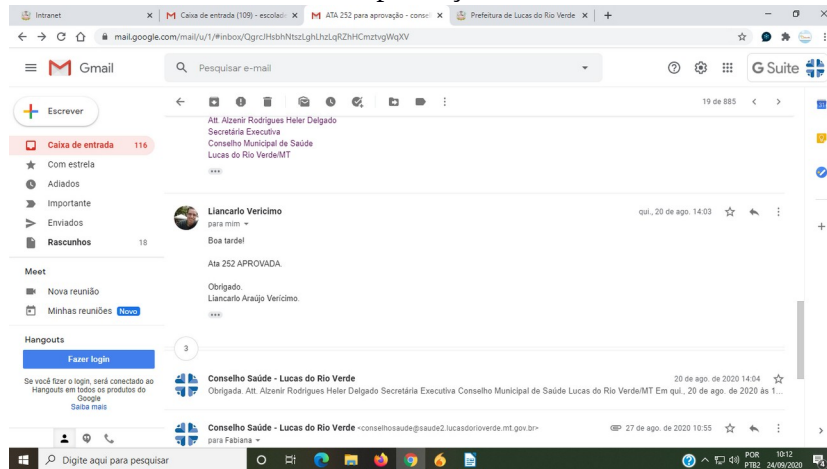 Intranet
Caixa de entrada (109) - escolade
ATA 252 para aprovação - conse
Prefeitura de Lucas do Rio Verde
mail.google.com/mail/u/1/#inbox/QgrcJHsbhNtszLghLhzLqRZhHCmztvgWqXV
Gmail
Pesquisar e-mail
G Suite
Escrever
19 de 885
Caixa de entrada 116
Com estrela
Adiados
Importante
Enviados
Rascunhos 18
Meet
Nova reunião
Minhas reuniões Novo
Hangouts
Fazer login
Se você fizer o login, será conectado ao
Hangouts em todos os produtos do
Google
Saiba mais
Att. Alzenir Rodrigues Heler Delgado
Secretária Executiva
Conselho Municipal de Saúde
Lucas do Rio Verde/MT
Liancarlo Vericimo
qui., 20 de ago. 14:03
para mim
Boa tarde!
Ata 252 APROVADA.
Obrigado.
Liancarlo Araújo Verícimo.
3
Conselho Saúde - Lucas do Rio Verde
20 de ago. de 2020 14:04
Obrigada. Att. Alzenir Rodrigues Heler Delgado Secretária Executiva Conselho Municipal de Saúde Lucas do Rio Verde/MT Em qui., 20 de ago. de 2020 às 1...
Conselho Saúde - Lucas do Rio Verde <conselhosaude@saude2.lucasdorioverde.mt.gov.br>
27 de ago. de 2020 10:55
para Fabiana
31
Digite aqui para pesquisar
POR
PTB2
10:12
24/09/2020